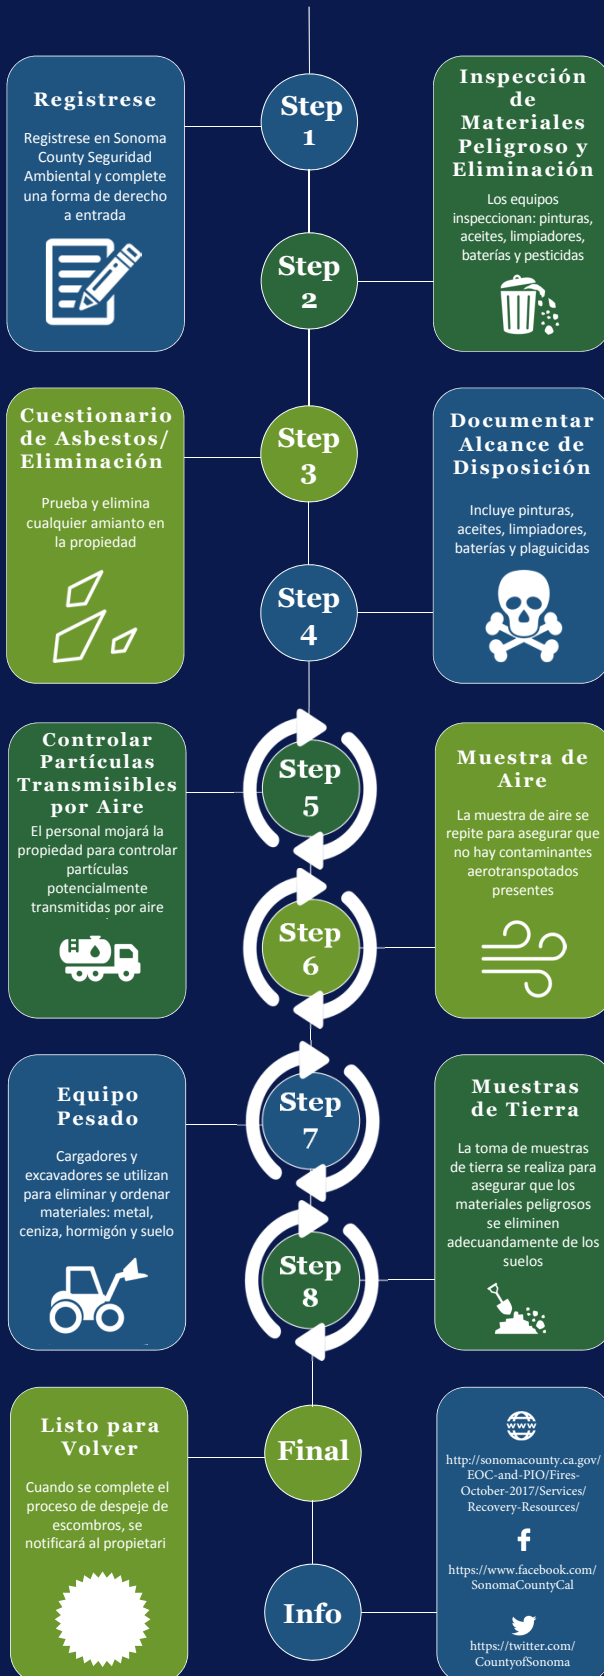 Registrese
Registrese en Sonoma
County Seguridad
Ambiental y complete
una forma de derecho
a entrada
Step
1
Inspección
de
Materiales
Peligroso y
Eliminación
Los equipos
inspeccionan: pinturas,
aceites, limpiadores,
baterías y pesticidas
Step
2
Cuestionario
de Asbestos/
Eliminación
Prueba y elimina
cualquier amianto en
la propiedad
Step
3
Documentar
Alcance de
Disposición
Incluye pinturas,
aceites, limpiadores,
baterías y plaguicidas
Step
4
Controlar
Partículas
Transmisibles
por Aire
El personal mojará la
propiedad para controlar
partículas
potencialmente
transmitidas por aire
Step
5
Muestra de
Aire
La muestra de aire se
repite para asegurar que
no hay contaminantes
aerotranspotados
presentes
Step
6
Equipo
Pesado
Cargadores y
excavadores se utilizan
para eliminar y ordenar
materiales: metal,
ceniza, hormigón y suelo
Step
7
Muestras
de Tierra
La toma de muestras
de tierra se realiza para
asegurar que los
materiales peligrosos
se eliminen
adecuandamente de los
suelos
Step
8
Listo para
Volver
Cuando se complete el
proceso de despeje de
escombros, se
notificará al propietari
Final
www
http://sonomacounty.ca.gov/
EOC-and-PIO/Fires-
October-2017/Services/
Recovery-Resources/
f
https://www.facebook.com/
SonomaCountyCal
https://twitter.com/
CountyofSonoma
Info